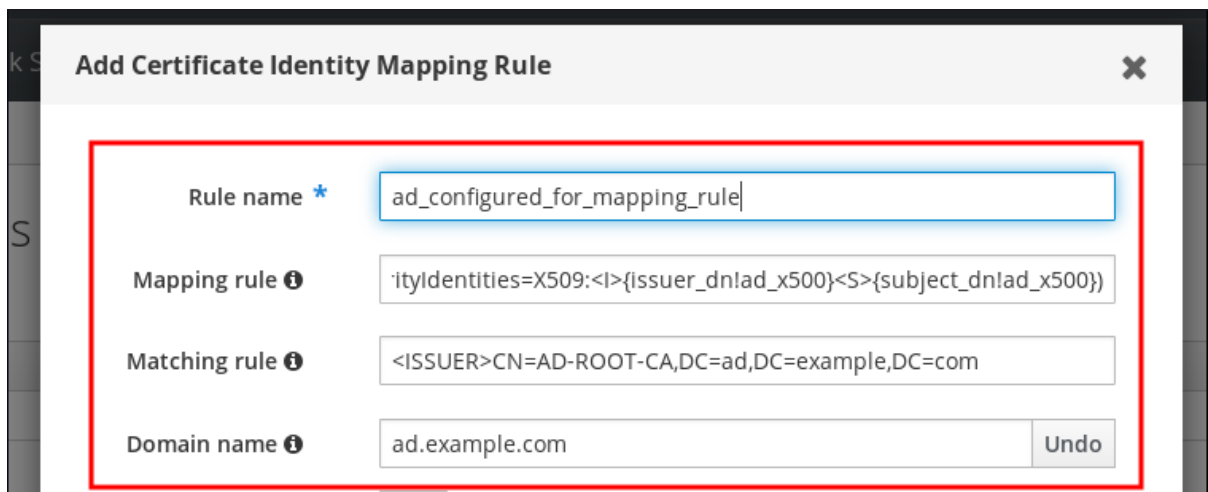 k S
Add Certificate Identity Mapping Rule
S
Rule name * ad_configured_for_mapping_rule
Mapping rule rityIdentities=X509:<I>{issuer_dn!ad_x500}<S>{subject_dn!ad_x500})
Matching rule <ISSUER>CN=AD-ROOT-CA,DC=ad,DC=example,DC=com
Domain name ad.example.com Undo